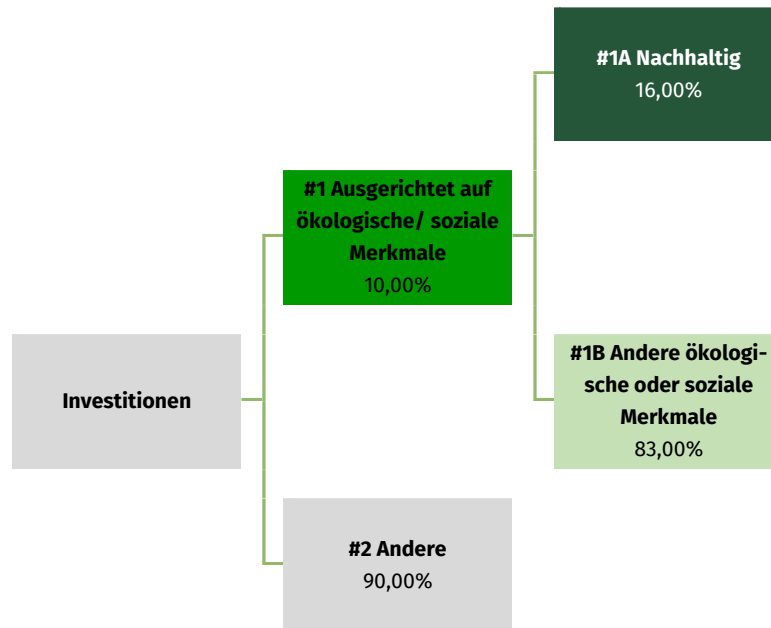 #1A Nachhaltig
16,00%
#1 Ausgerichtet auf
ökologische/ soziale
Merkmale
10,00%
#1B Andere ökologi-
sche oder soziale
Merkmale
83,00%
Investitionen
#2 Andere
90,00%